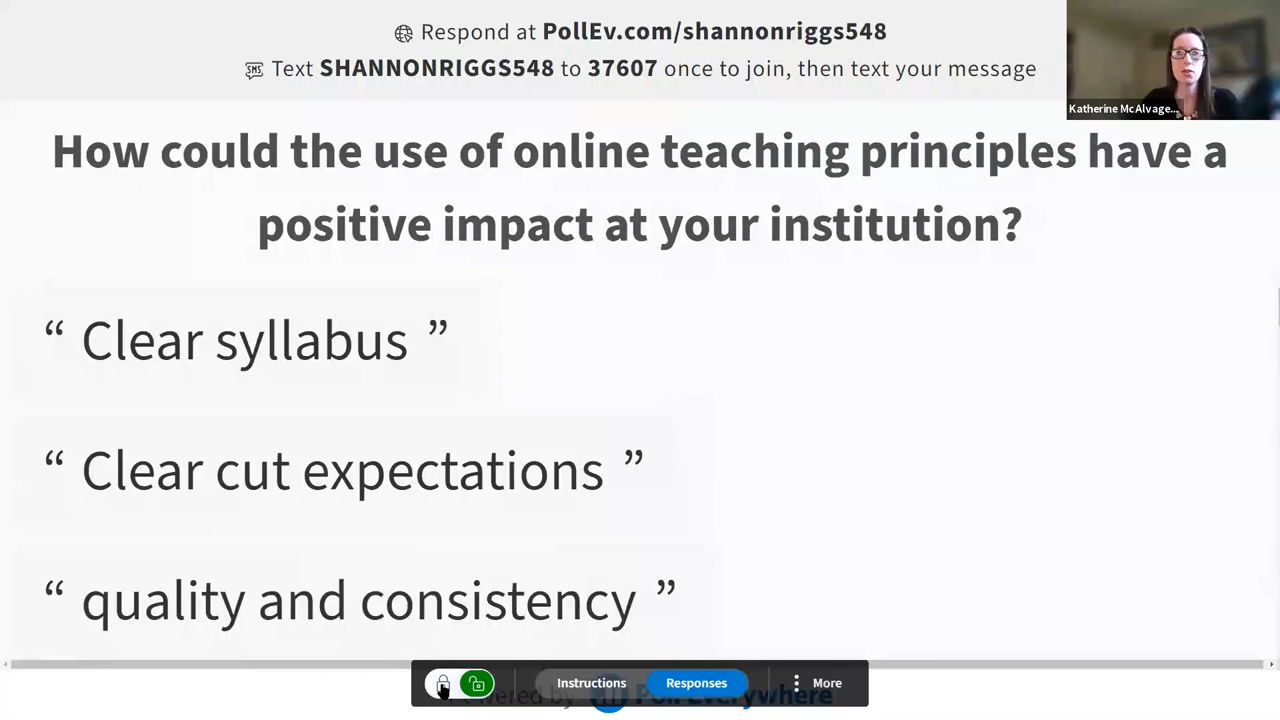 Respond at PollEv.com/shannonriggs548
Text SHANNONRIGGS548 to 37607 once to join, then text your message
Katherine McAlvage...
How could the use of online teaching principles have a
positive impact at your institution?
“ Clear syllabus ”
“ Clear cut expectations ”
“ quality and consistency ”
Instructions
Responses
More
Powered by Poll Everywhere